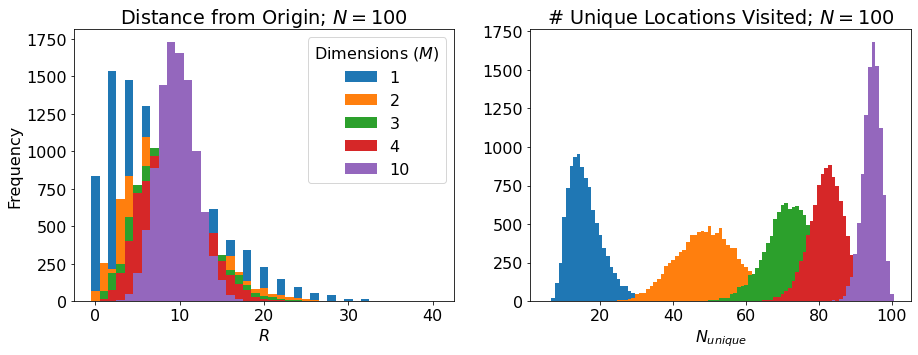 Distance from Origin; N = 100
1750
1500
1250
1000
750
500
250
0
Frequency
0 10 20 30 40
R
Dimensions (M)
1
2
3
4
10
# Unique Locations Visited; N = 100
1750
1500
1250
1000
750
500
250
0
20 40 60 80 100
N_unique